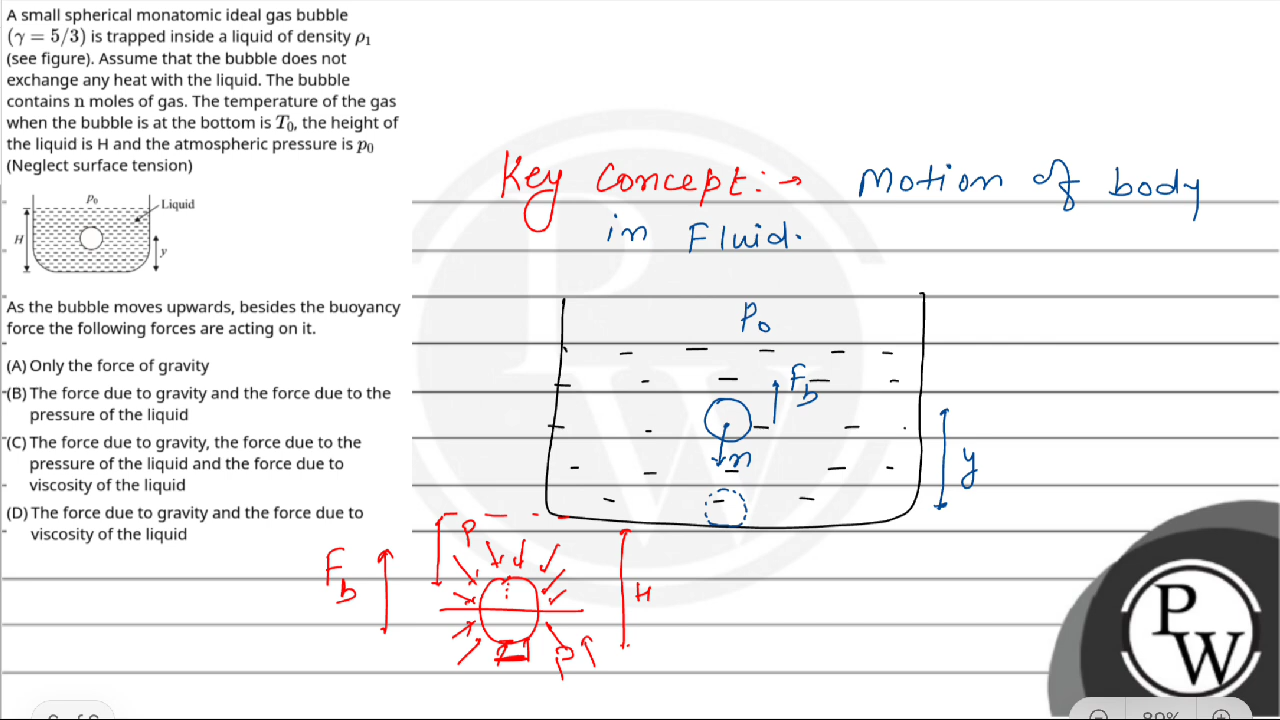 A small spherical monatomic ideal gas bubble
(γ = 5/3) is trapped inside a liquid of density ρ₁
(see figure). Assume that the bubble does not
exchange any heat with the liquid. The bubble
contains n moles of gas. The temperature of the gas
when the bubble is at the bottom is T₀, the height of
the liquid is H and the atmospheric pressure is p₀
(Neglect surface tension)
P₀
Liquid
H
y
As the bubble moves upwards, besides the buoyancy
force the following forces are acting on it.
(A) Only the force of gravity
(B) The force due to gravity and the force due to the
pressure of the liquid
(C) The force due to gravity, the force due to the
pressure of the liquid and the force due to
viscosity of the liquid
(D) The force due to gravity and the force due to
viscosity of the liquid
Key Concept:→ Motion of body
in Fluid.
P₀
F_b
n
y
P
F_b
H
P
P
W